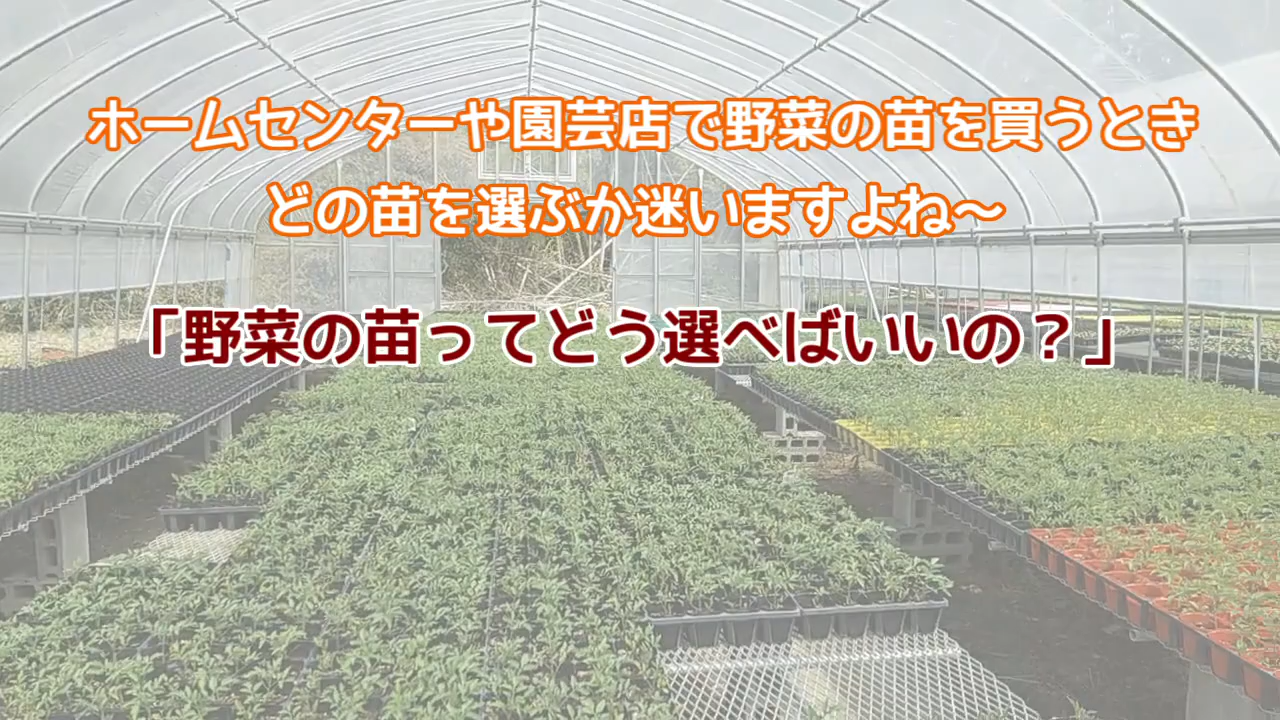 ホームセンターや園芸店で野菜の苗を買うとき
どの苗を選ぶか迷いますよね～
「野菜の苗ってどう選べばいいの？」